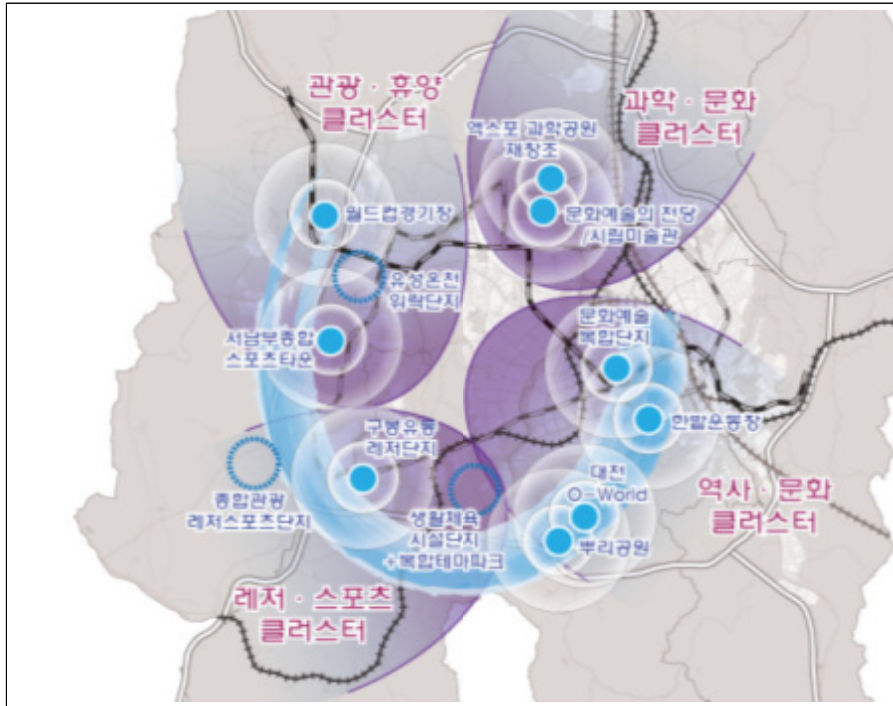 관광 · 휴양
클러스터
과학 · 문화
클러스터
엑스포 과학공원
재창조
월드컵경기장
문화예술의 전당
/시립미술관
유성온천
위락단지
서남부종합
스포츠타운
문화예술
복합단지
한밭운동장
구봉유통
레저단지
대전
O-World
종합관광
레저스포츠단지
생활체육
시설단지
+복합테마파크
뿌리공원
역사 · 문화
클러스터
레저 · 스포츠
클러스터